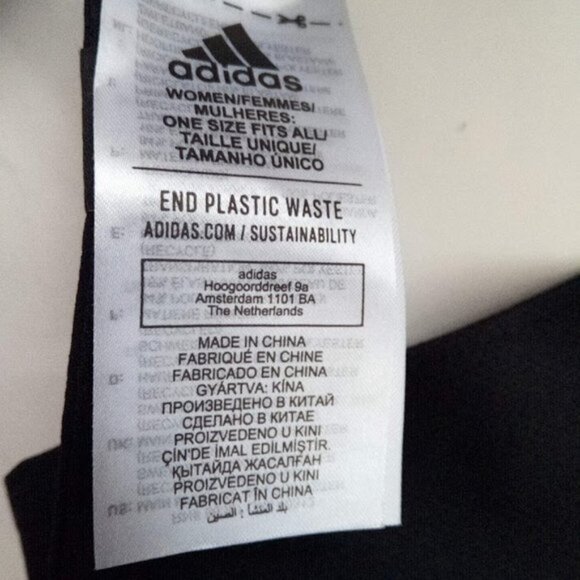 adidas
WOMEN/FEMMES/
MULHERES:
ONE SIZE FITS ALL/
TAILLE UNIQUE/
TAMANHO ÚNICO
END PLASTIC WASTE
ADIDAS.COM / SUSTAINABILITY
adidas
Hoogoorddreef 9a
Amsterdam 1101 BA
The Netherlands
MADE IN CHINA
FABRIQUÉ EN CHINE
FABRICADO EN CHINA
GYÁRTVA: KÍNA
ПРОИЗВЕДЕНО В КИТАЙ
СДЕЛАНО В КИТАЕ
PROIZVEDENO U KINI
ÇİN'DE İMAL EDİLMİŞTİR.
ҚЫТАЙДА ЖАСАЛҒАН
PROIZVEDENO U KINI
FABRICAT ÎN CHINA
بلد المنشأ : الصين